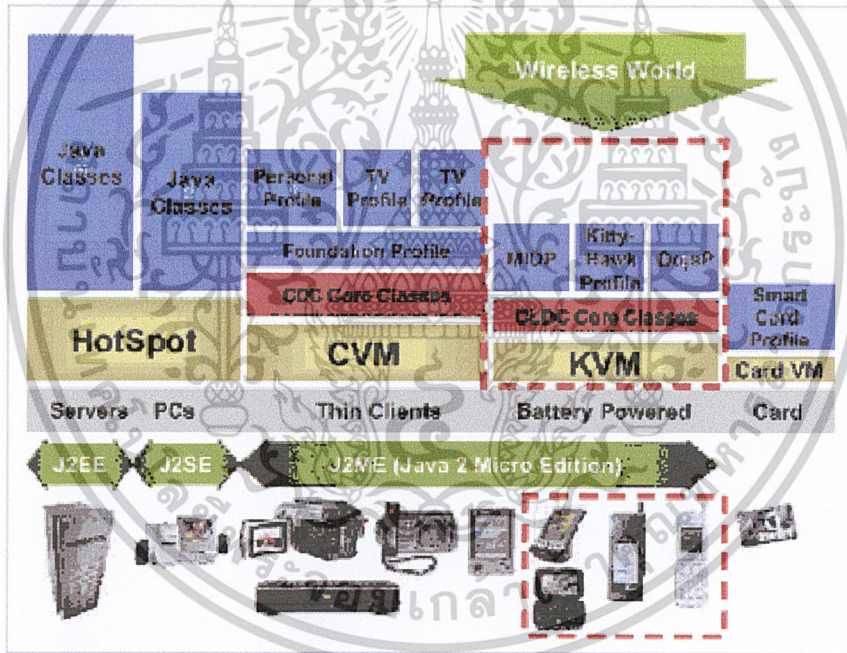 Wireless World
Java
Classes
Java
Classes
Personal
Profile
TV
Profile
TV
Profile
Foundation Profile
CDC Core Classes
MIDP
Kitty-
Hawk
Profile
DojaP
CLDC Core Classes
Smart
Card
Profile
HotSpot
CVM
KVM
Card VM
Servers
PCs
Thin Clients
Battery Powered
Card
J2EE
J2SE
J2ME (Java 2 Micro Edition)